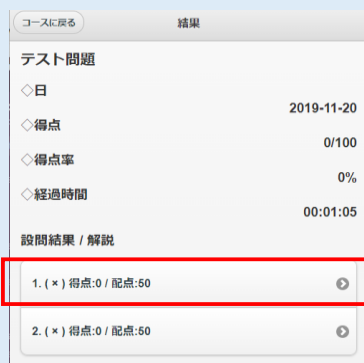 コースに戻る 結果
テスト問題
◇日
2019-11-20
◇得点
0/100
◇得点率
0%
◇経過時間
00:01:05
設問結果 / 解説
1. ( × ) 得点:0 / 配点:50
2. ( × ) 得点:0 / 配点:50